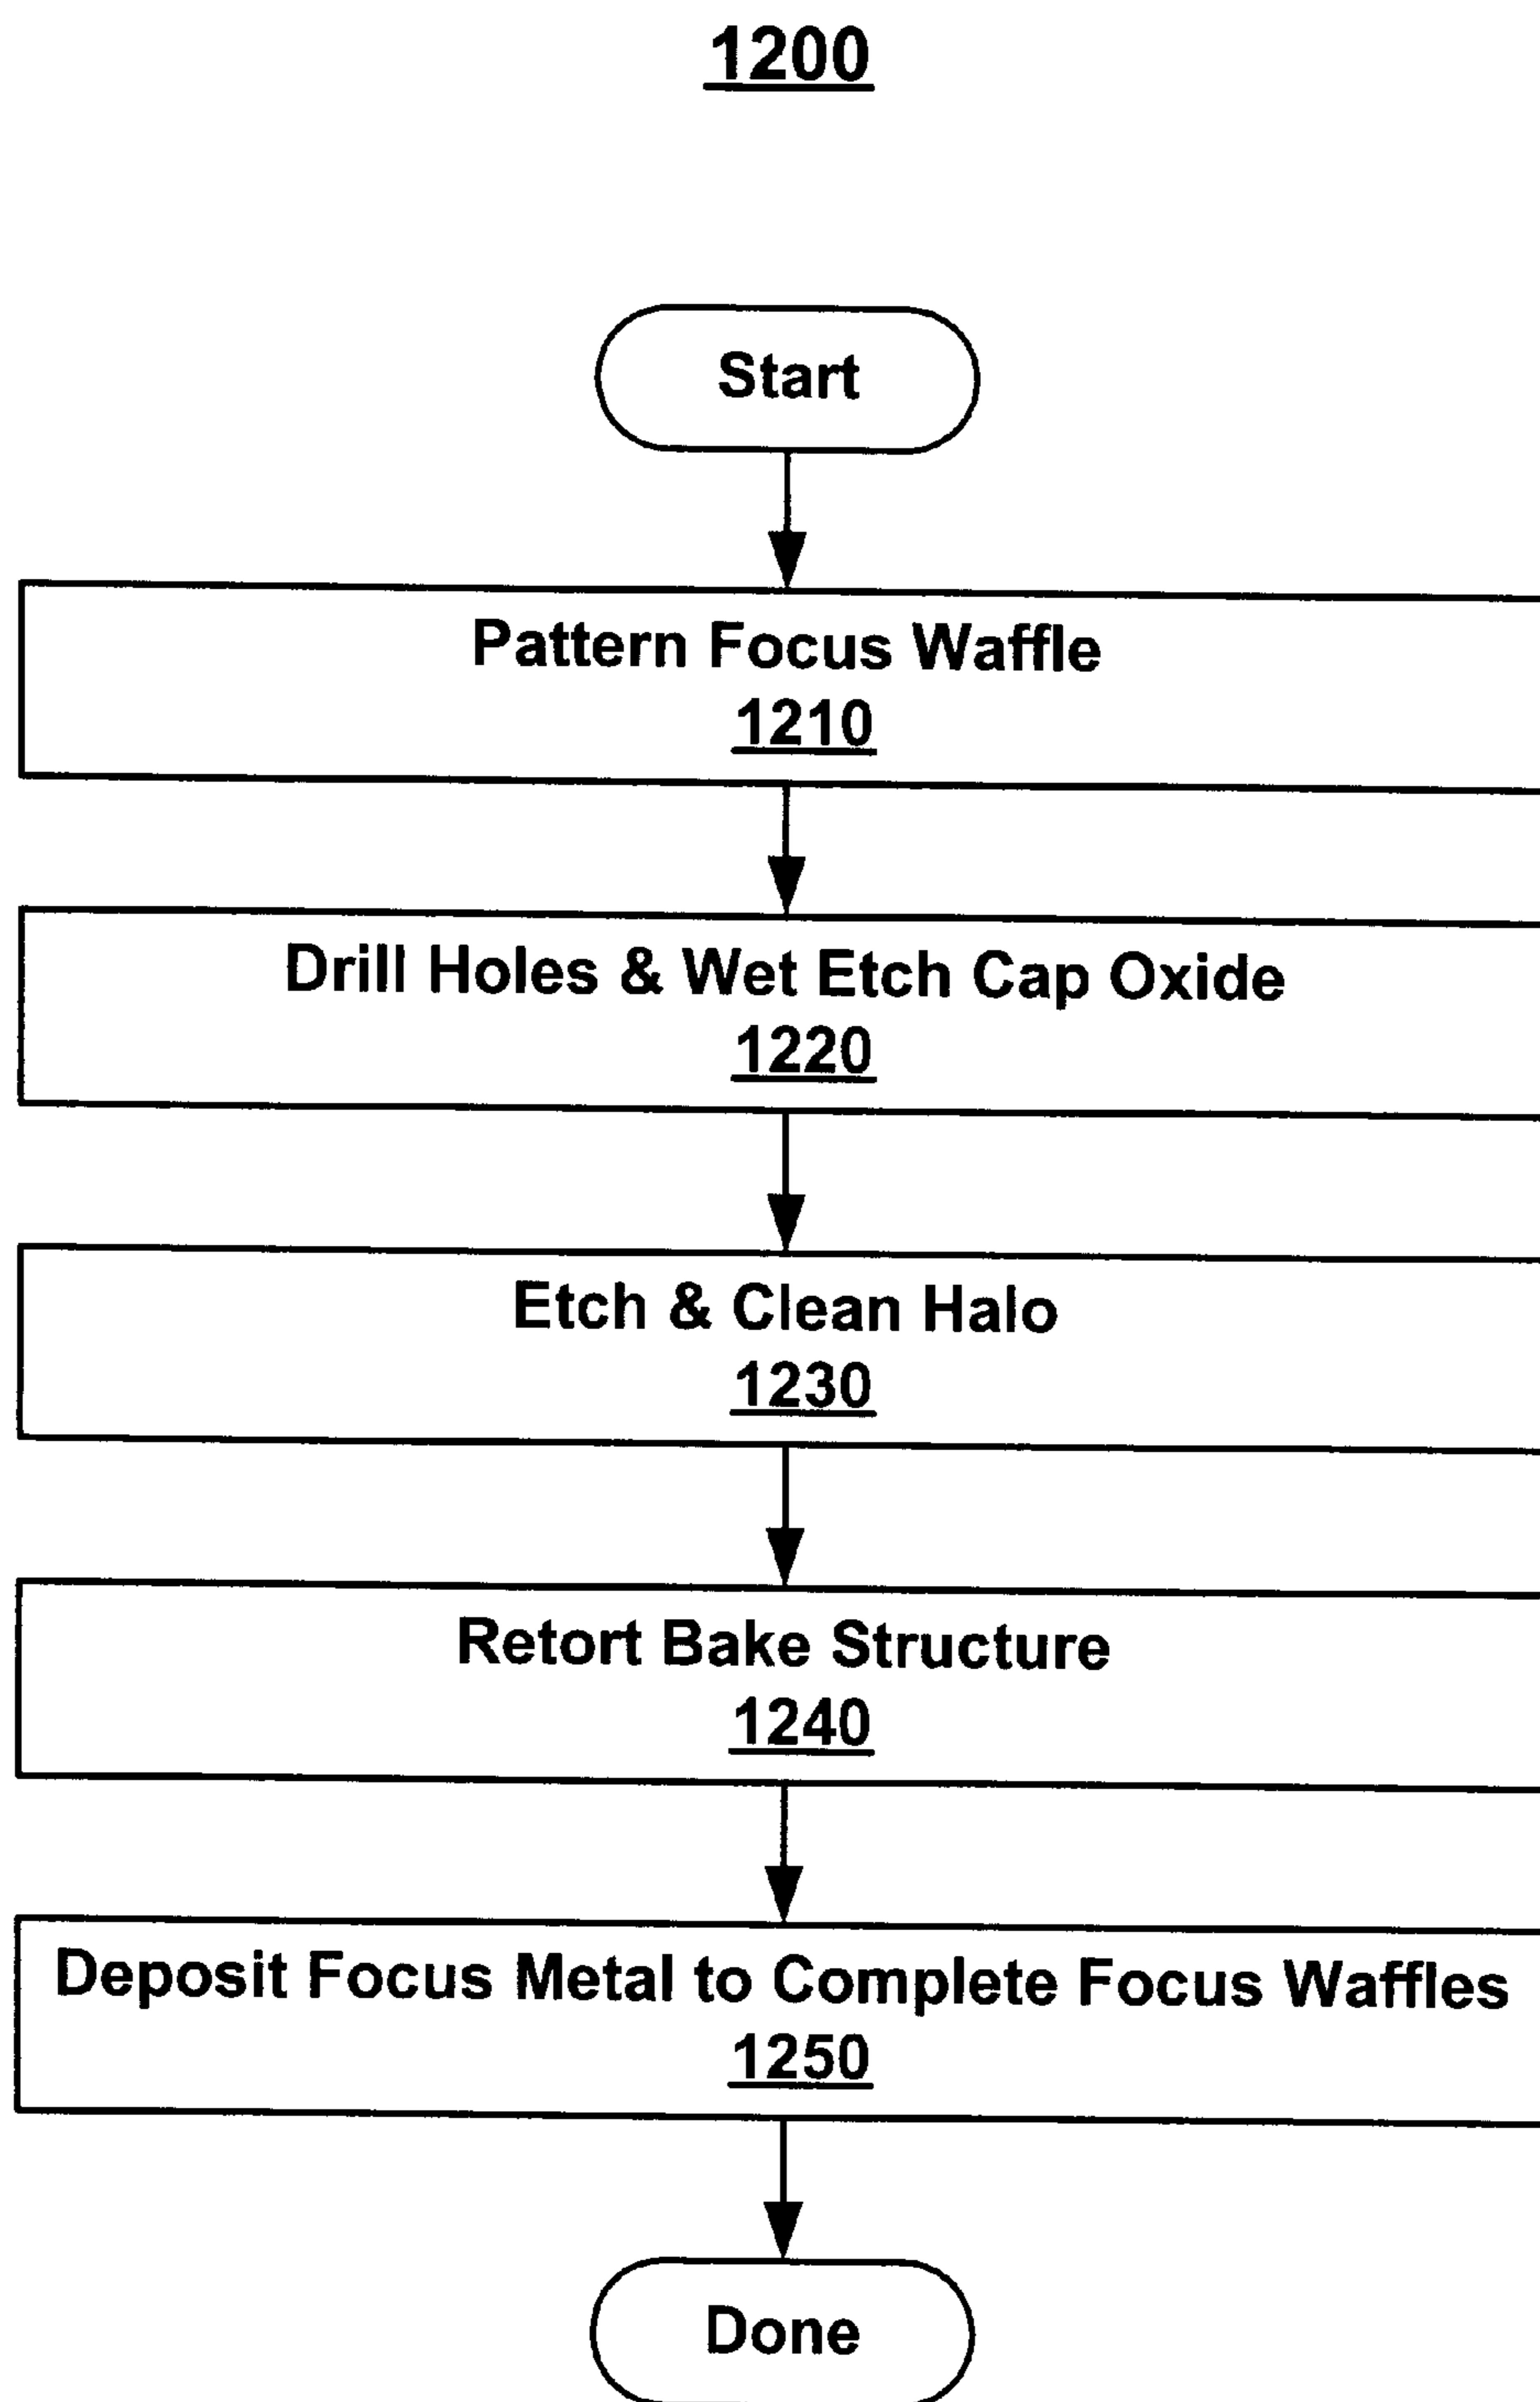 1200
Start
Pattern Focus Waffle
1210
Drill Holes & Wet Etch Cap Oxide
1220
Etch & Clean Halo
1230
Retort Bake Structure
1240
Deposit Focus Metal to Complete Focus Waffles
1250
Done